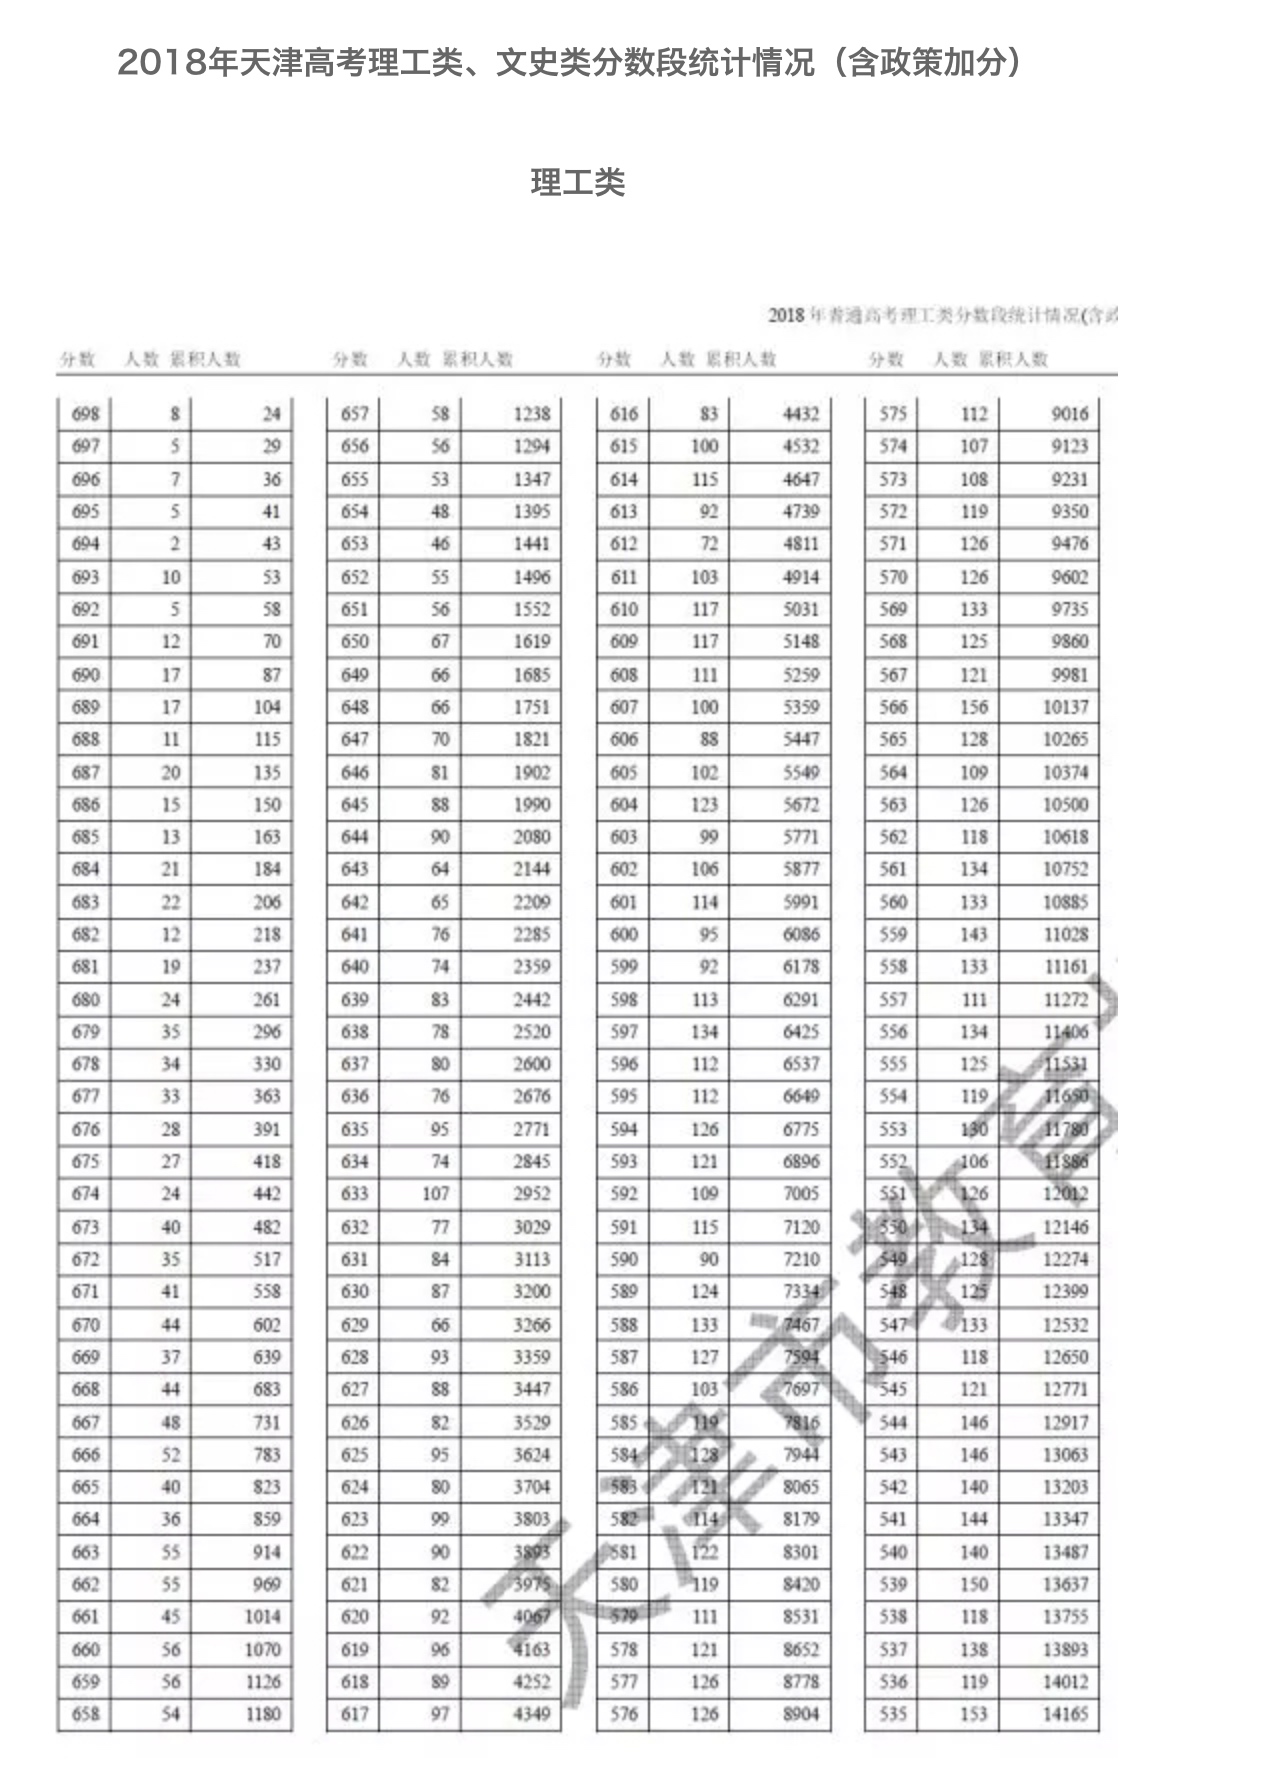 2018年天津高考理工类、文史类分数段统计情况（含政策加分）
理工类
2018 年普通高考理工类分数段统计情况(含政
分数 人数 累积人数 分数 人数 累积人数 分数 人数 累积人数 分数 人数 累积人数
698 8 24 657 58 1238 616 83 4432 575 112 9016
697 5 29 656 56 1294 615 100 4532 574 107 9123
696 7 36 655 53 1347 614 115 4647 573 108 9231
695 5 41 654 48 1395 613 92 4739 572 119 9350
694 2 43 653 46 1441 612 72 4811 571 126 9476
693 10 53 652 55 1496 611 103 4914 570 126 9602
692 5 58 651 56 1552 610 117 5031 569 133 9735
691 12 70 650 67 1619 609 117 5148 568 125 9860
690 17 87 649 66 1685 608 111 5259 567 121 9981
689 17 104 648 66 1751 607 100 5359 566 156 10137
688 11 115 647 70 1821 606 88 5447 565 128 10265
687 20 135 646 81 1902 605 102 5549 564 109 10374
686 15 150 645 88 1990 604 123 5672 563 126 10500
685 13 163 644 90 2080 603 99 5771 562 118 10618
684 21 184 643 64 2144 602 106 5877 561 134 10752
683 22 206 642 65 2209 601 114 5991 560 133 10885
682 12 218 641 76 2285 600 95 6086 559 143 11028
681 19 237 640 74 2359 599 92 6178 558 133 11161
680 24 261 639 83 2442 598 113 6291 557 111 11272
679 35 296 638 78 2520 597 134 6425 556 134 11406
678 34 330 637 80 2600 596 112 6537 555 125 11531
677 33 363 636 76 2676 595 112 6649 554 119 11650
676 28 391 635 95 2771 594 126 6775 553 130 11780
675 27 418 634 74 2845 593 121 6896 552 106 11886
674 24 442 633 107 2952 592 109 7005 551 126 12012
673 40 482 632 77 3029 591 115 7120 550 134 12146
672 35 517 631 84 3113 590 90 7210 549 128 12274
671 41 558 630 87 3200 589 124 7334 548 125 12399
670 44 602 629 66 3266 588 133 7467 547 133 12532
669 37 639 628 93 3359 587 127 7594 546 118 12650
668 44 683 627 88 3447 586 103 7697 545 121 12771
667 48 731 626 82 3529 585 119 7816 544 146 12917
666 52 783 625 95 3624 584 128 7944 543 146 13063
665 40 823 624 80 3704 583 121 8065 542 140 13203
664 36 859 623 99 3803 582 114 8179 541 144 13347
663 55 914 622 90 3893 581 122 8301 540 140 13487
662 55 969 621 82 3975 580 119 8420 539 150 13637
661 45 1014 620 92 4067 579 111 8531 538 118 13755
660 56 1070 619 96 4163 578 121 8652 537 138 13893
659 56 1126 618 89 4252 577 126 8778 536 119 14012
658 54 1180 617 97 4349 576 126 8904 535 153 14165
天津市教育